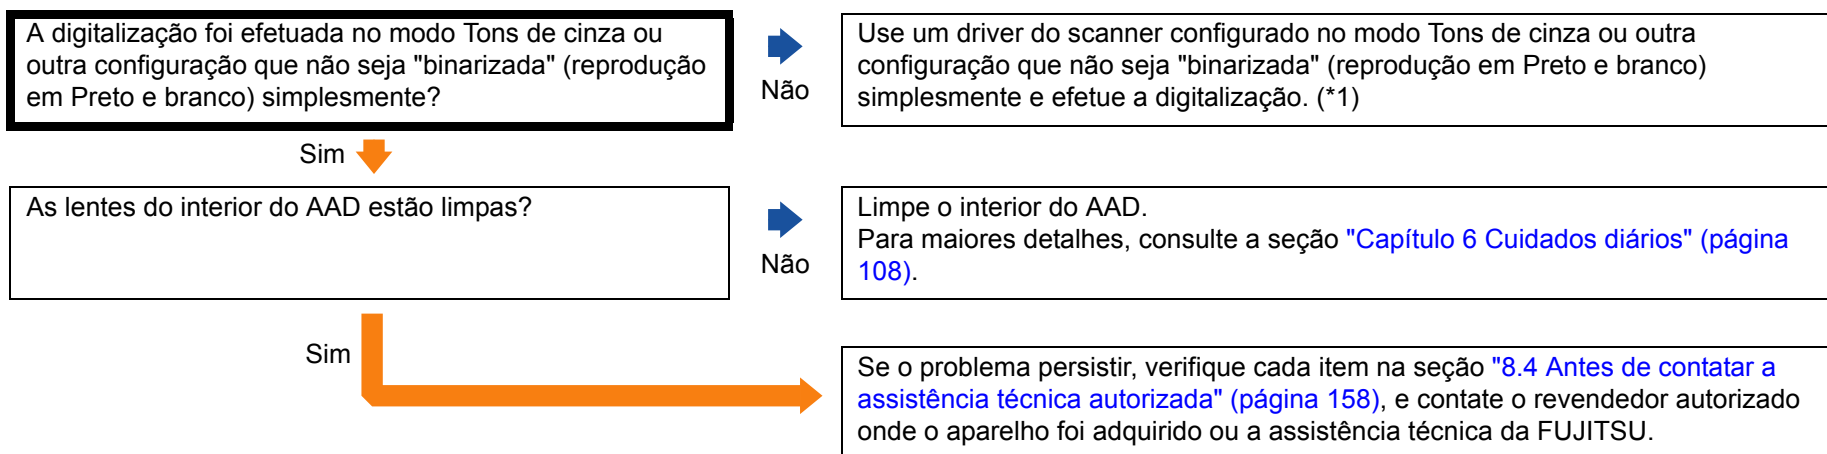 A digitalização foi efetuada no modo Tons de cinza ou
outra configuração que não seja "binarizada" (reprodução
em Preto e branco) simplesmente?
Não
Use um driver do scanner configurado no modo Tons de cinza ou outra
configuração que não seja "binarizada" (reprodução em Preto e branco)
simplesmente e efetue a digitalização. (*1)
Sim
As lentes do interior do AAD estão limpas?
Não
Limpe o interior do AAD.
Para maiores detalhes, consulte a seção "Capítulo 6 Cuidados diários" (página
108).
Sim
Se o problema persistir, verifique cada item na seção "8.4 Antes de contatar a
assistência técnica autorizada" (página 158), e contate o revendedor autorizado
onde o aparelho foi adquirido ou a assistência técnica da FUJITSU.